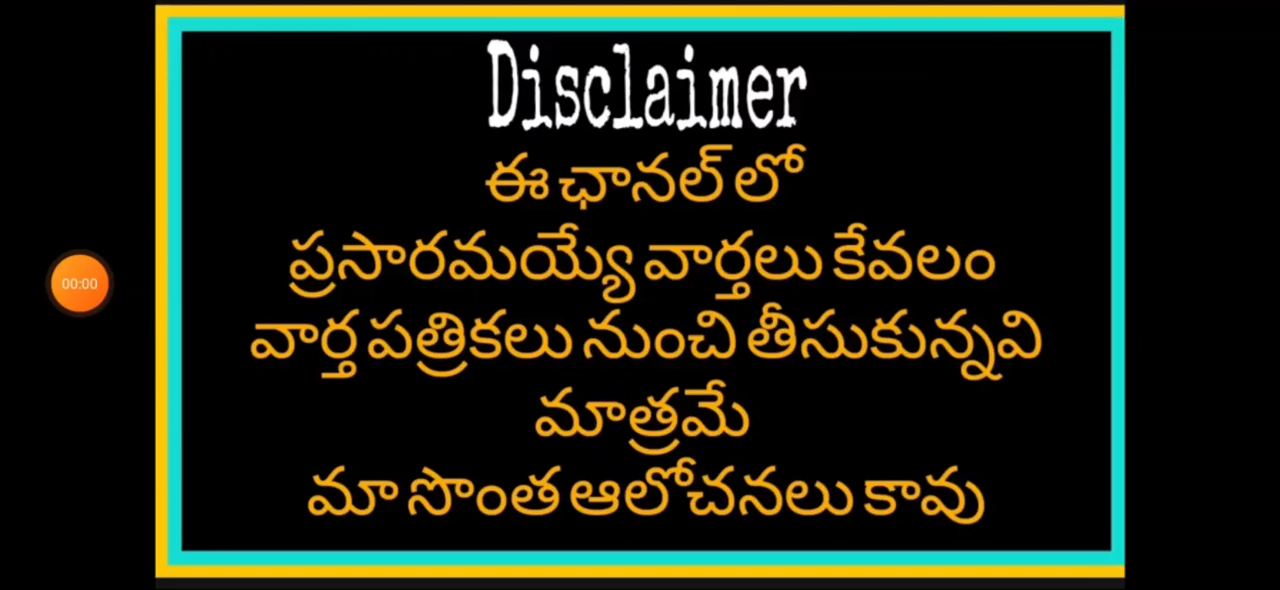 Disclaimer
ఈ ఛానల్ లో
ప్రసారమయ్యే వార్తలు కేవలం
00:00
వార్త పత్రికలు నుంచి తీసుకున్నవి
మాత్రమే
మా సొంత ఆలోచనలు కావు